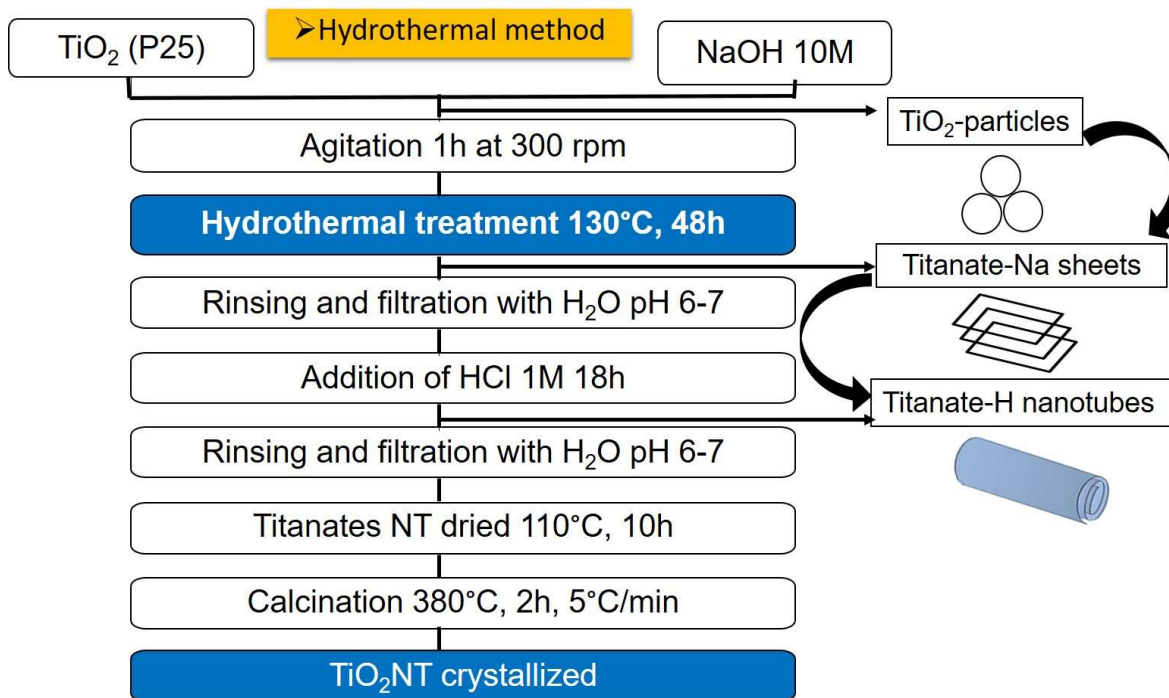 TiO₂ (P25)
➢Hydrothermal method
NaOH 10M
TiO₂-particles
Agitation 1h at 300 rpm
Hydrothermal treatment 130°C, 48h
Titanate-Na sheets
Rinsing and filtration with H₂O pH 6-7
Addition of HCl 1M 18h
Titanate-H nanotubes
Rinsing and filtration with H₂O pH 6-7
Titanates NT dried 110°C, 10h
Calcination 380°C, 2h, 5°C/min
TiO₂NT crystallized